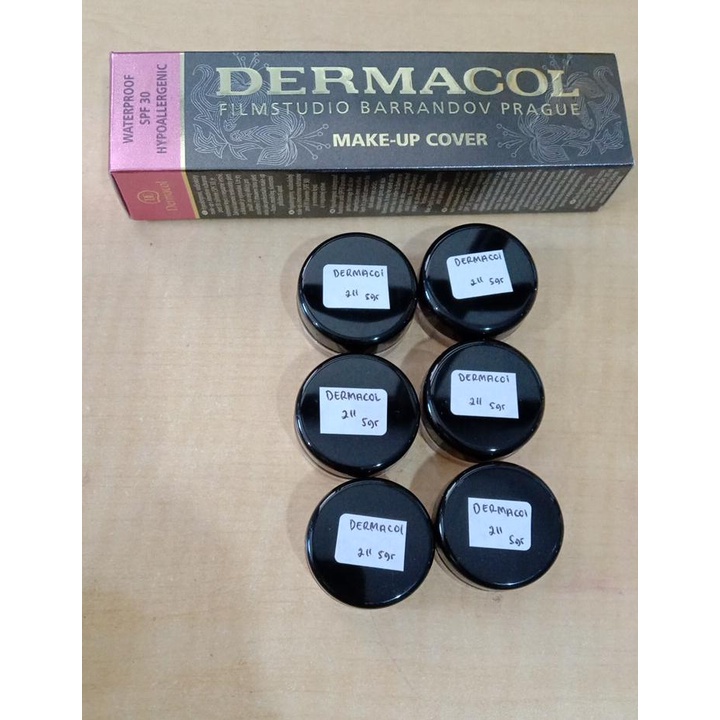 WATERPROOF
SPF 30
HYPOALLERGENIC
DERMACOL
FILMSTUDIO BARRANDOV PRAGUE
MAKE-UP COVER
Dermacol
DERMACOL
211 5gr
DERMACOL
211 5gr
DERMACOL
211 5gr
DERMACOL
211 5gr
DERMACOL
211 5gr
DERMACOL
211
5gr